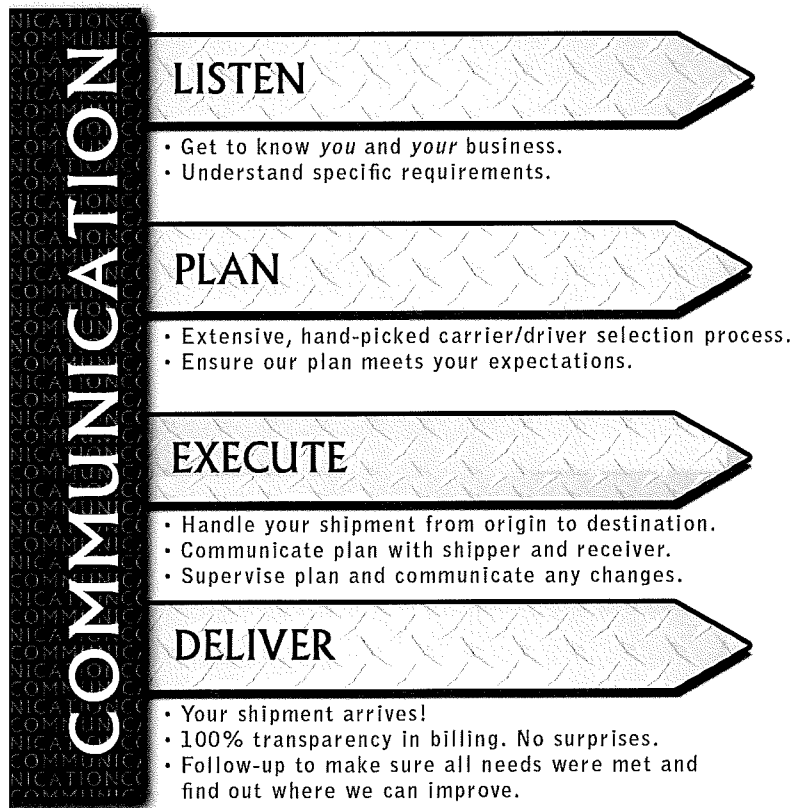 COMMUNICATION
LISTEN
· Get to know you and your business.
· Understand specific requirements.
PLAN
· Extensive, hand-picked carrier/driver selection process.
· Ensure our plan meets your expectations.
EXECUTE
· Handle your shipment from origin to destination.
· Communicate plan with shipper and receiver.
· Supervise plan and communicate any changes.
DELIVER
· Your shipment arrives!
· 100% transparency in billing. No surprises.
· Follow-up to make sure all needs were met and
find out where we can improve.